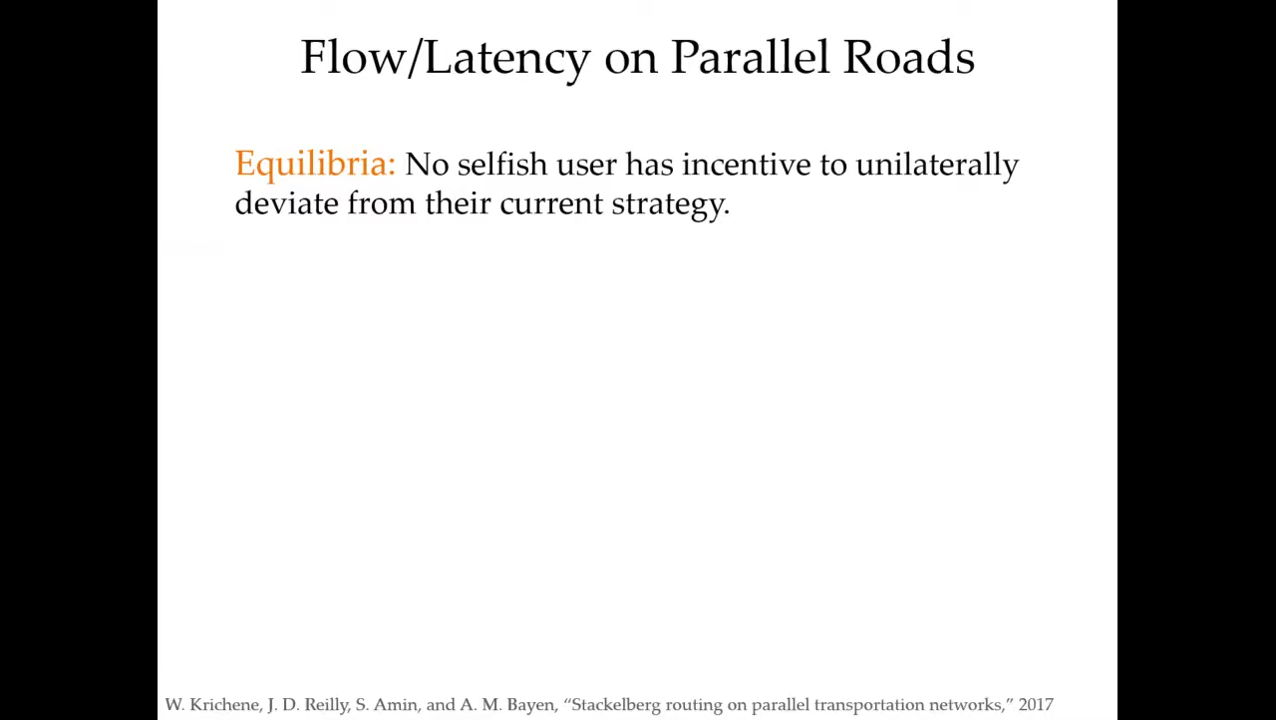 Flow/Latency on Parallel Roads
Equilibria: No selfish user has incentive to unilaterally
deviate from their current strategy.
W. Krichene, J. D. Reilly, S. Amin, and A. M. Bayen, “Stackelberg routing on parallel transportation networks,” 2017